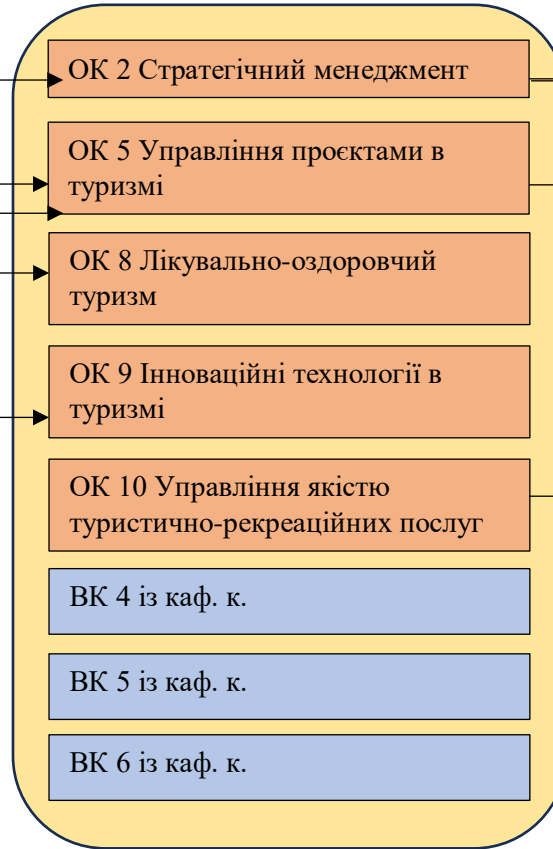 ОК 2 Стратегічний менеджмент
ОК 5 Управління проєктами в
туризмі
ОК 8 Лікувально-оздоровчий
туризм
ОК 9 Інноваційні технології в
туризмі
ОК 10 Управління якістю
туристично-рекреаційних послуг
ВК 4 із каф. к.
ВК 5 із каф. к.
ВК 6 із каф. к.